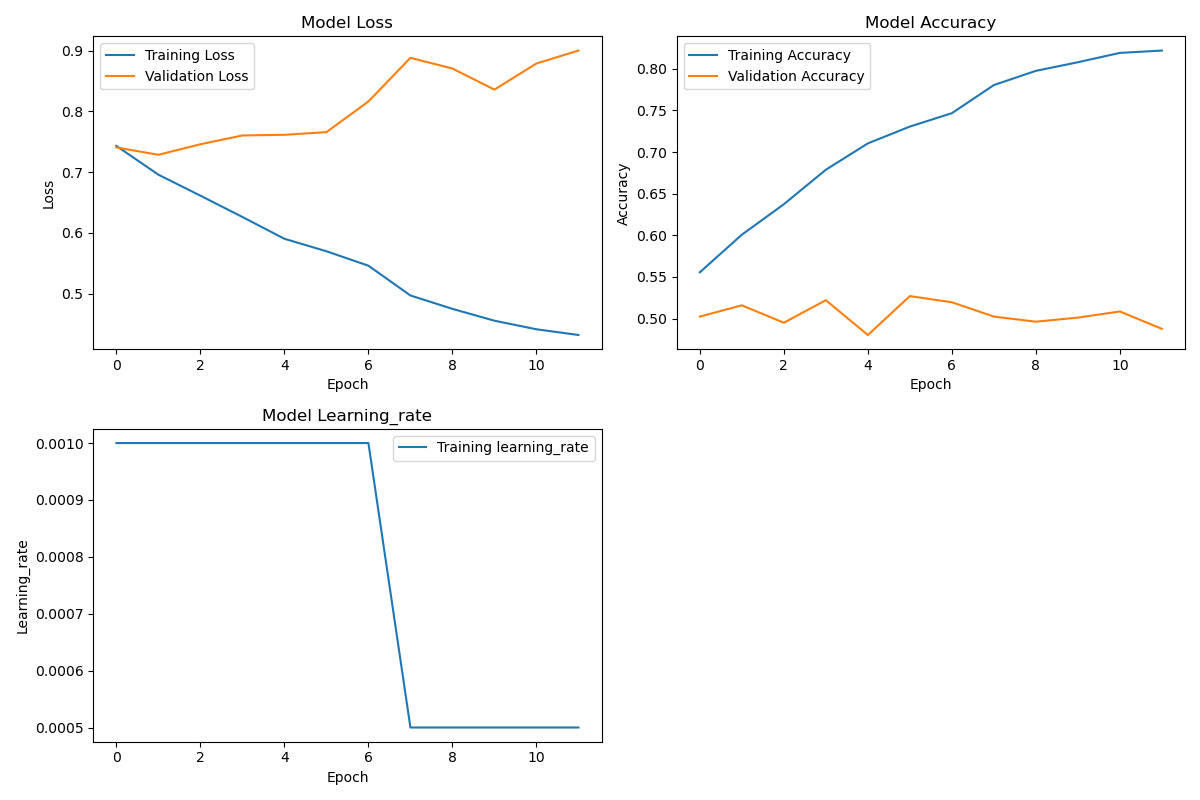 Model Loss
Training Loss
Validation Loss
0.9
0.8
0.7
0.6
0.5
Loss
0 2 4 6 8 10
Epoch
Model Accuracy
Training Accuracy
Validation Accuracy
0.80
0.75
0.70
0.65
0.60
0.55
0.50
Accuracy
0 2 4 6 8 10
Epoch
Model Learning_rate
Training learning_rate
0.0010
0.0009
0.0008
0.0007
0.0006
0.0005
Learning_rate
0 2 4 6 8 10
Epoch